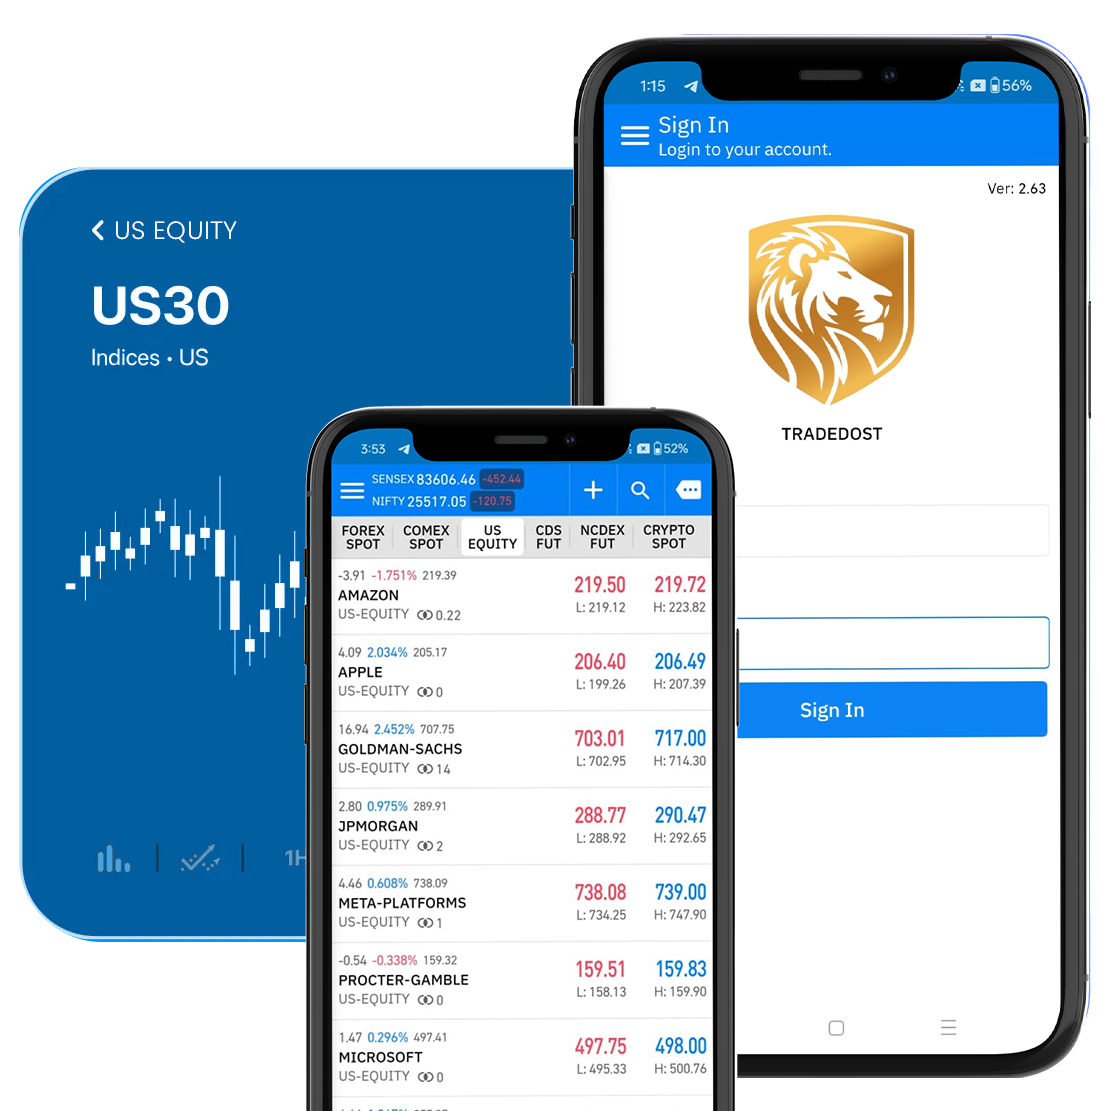 US EQUITY
US30
Indices • US
1H
1:15
56%
Sign In
Login to your account.
Ver: 2.63
TRADEDOST
Sign In
3:53
52%
SENSEX 83606.46 -452.44
NIFTY 25517.05 -120.75
FOREX SPOT
COMEX SPOT
US EQUITY
CDS FUT
NCDEX FUT
CRYPTO SPOT
-3.91 -1.751% 219.39
AMAZON
US-EQUITY 0.22
219.50 219.72
L: 219.12 H: 223.82
4.09 2.034% 205.17
APPLE
US-EQUITY 0
206.40 206.49
L: 199.26 H: 207.39
16.94 2.452% 707.75
GOLDMAN-SACHS
US-EQUITY 14
703.01 717.00
L: 702.95 H: 714.30
2.80 0.975% 289.91
JPMORGAN
US-EQUITY 2
288.77 290.47
L: 288.92 H: 292.65
4.46 0.608% 738.09
META-PLATFORMS
US-EQUITY 1
738.08 739.00
L: 734.25 H: 747.90
-0.54 -0.338% 159.32
PROCTER-GAMBLE
US-EQUITY 0
159.51 159.83
L: 158.13 H: 159.90
1.47 0.296% 497.41
MICROSOFT
US-EQUITY 0
497.75 498.00
L: 495.33 H: 500.76